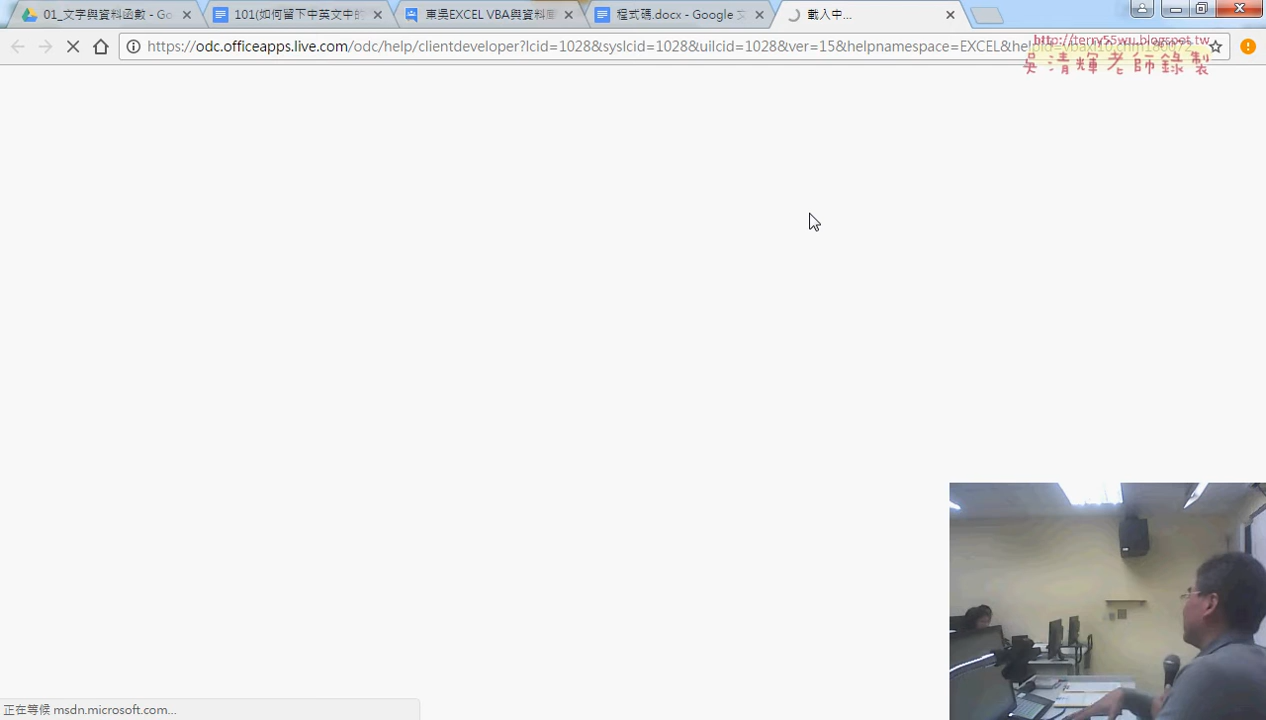 01_文字與資料函數 - Go
101(如何留下中英文中的
東吳EXCEL VBA與資料庫
程式碼.docx - Google 文
載入中...
https://odc.officeapps.live.com/odc/help/clientdeveloper?lcid=1028&syslcid=1028&uilcid=1028&ver=15&helpnamespace=EXCEL&hel
http://terry55wu.blogspot.tw
吳清輝老師錄製
正在等候 msdn.microsoft.com...